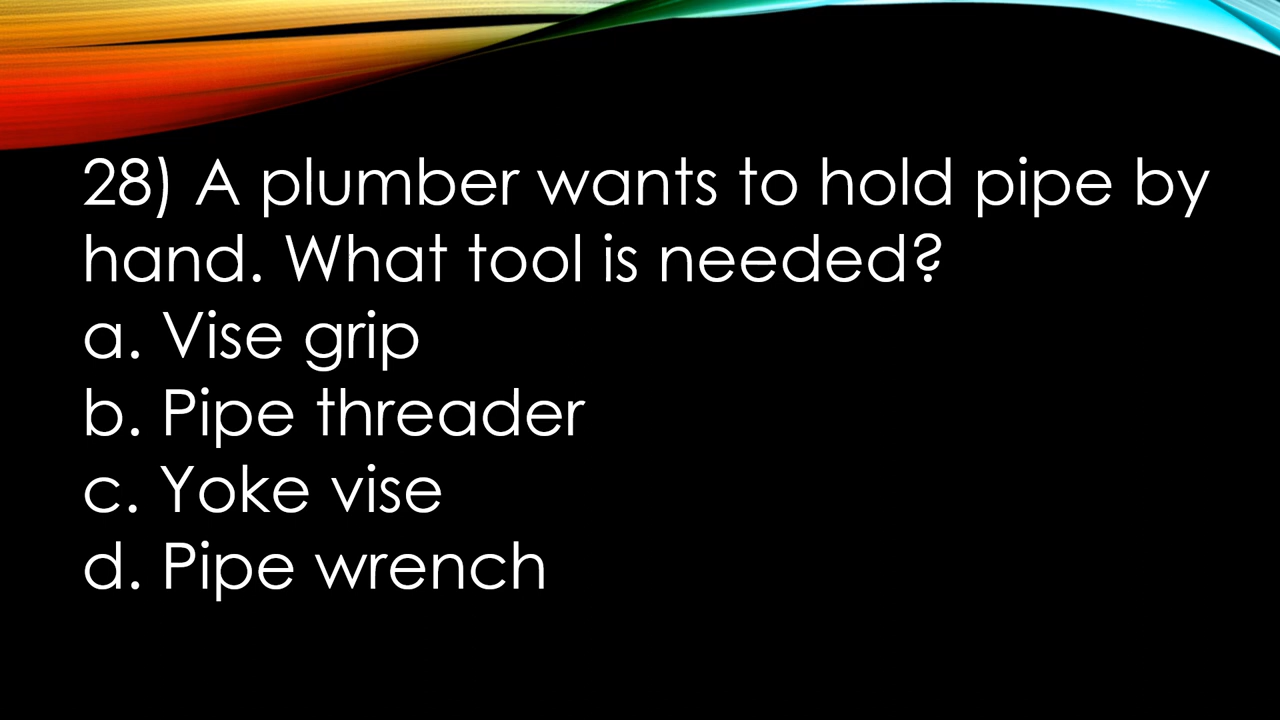 28) A plumber wants to hold pipe by
hand. What tool is needed?
a. Vise grip
b. Pipe threader
c. Yoke vise
d. Pipe wrench